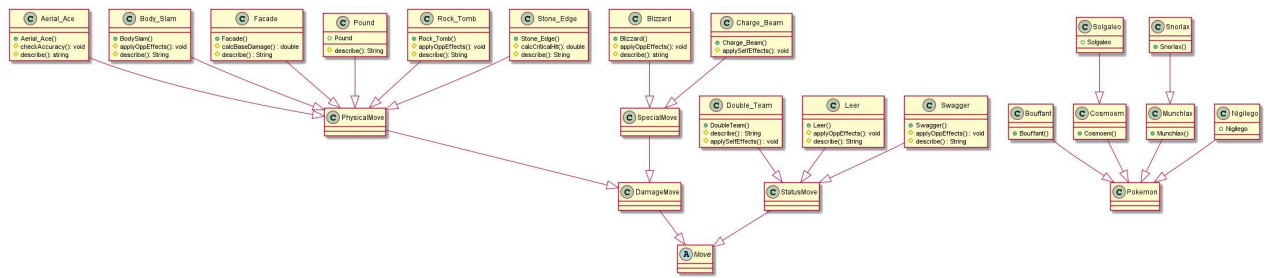 Aerial_Ace
Aerial_Ace()
checkAccuracy(): void
describe(): string
Body_Slam
BodySlam()
applyOppEffects(): void
describe(): String
Facade
Facade()
calcBaseDamage() : double
describe() : String
Pound
Pound
describe(): String
Rock_Tomb
Rock_Tomb()
applyOppEffects(): void
describe(): String
Stone_Edge
Stone_Edge()
calcCriticalHit(): double
describe() : String
Blizzard
Blizzard()
applyOppEffects(): void
describe(): string
Charge_Beam
Charge_Beam()
applySelfEffects(): void
Solgaleo
Solgaleo
Snorlax
Snorlax()
PhysicalMove
SpecialMove
Double_Team
DoubleTeam()
describe() : String
applySelfEffects() : void
Leer
Leer()
applyOppEffects(): void
describe(): String
Swagger
Swagger()
applyOppEffects() : void
describe() : String
Bouffant
Bouffant()
Cosmoem
Cosmoem()
Munchlax
Munchlax()
Nigilego
Nigilego
DamageMove
StatusMove
Pokemon
Move